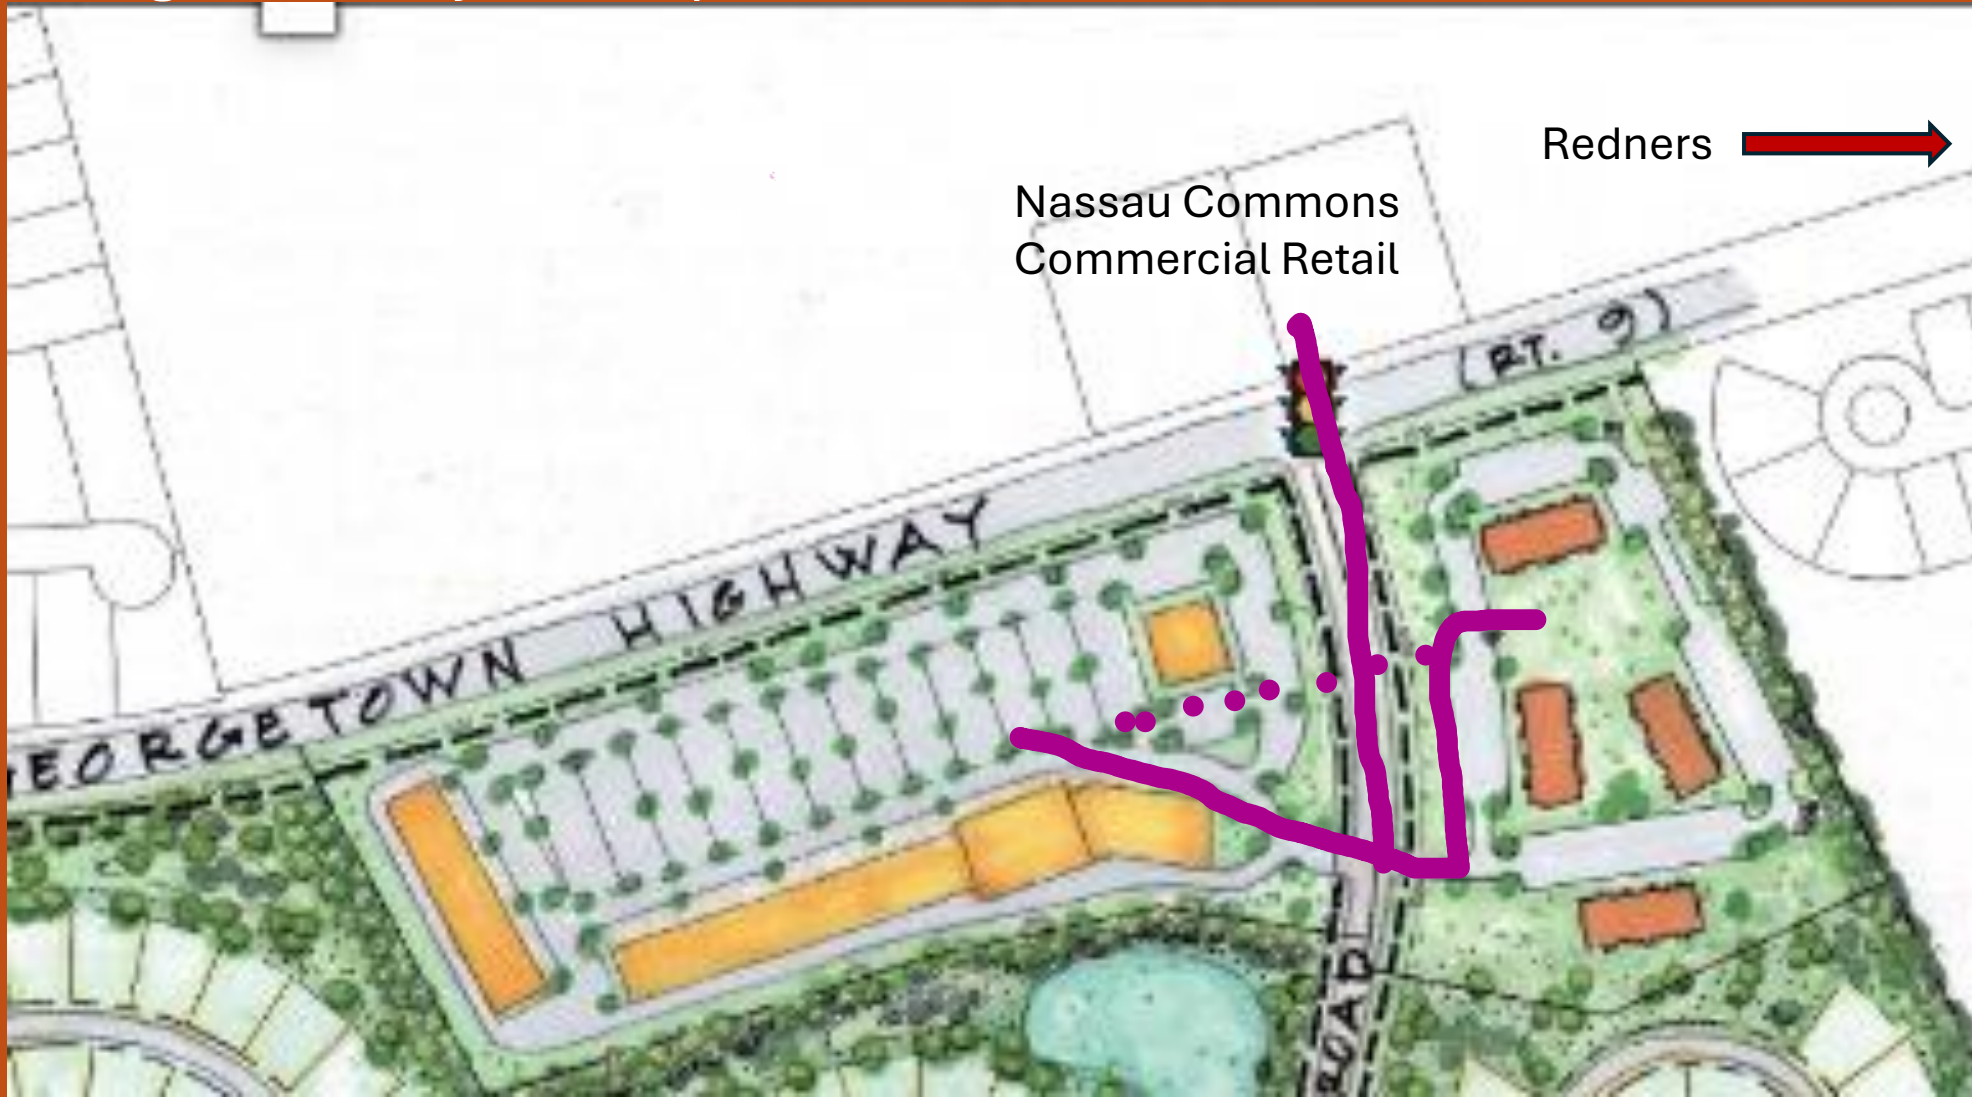 Redners
Nassau Commons
Commercial Retail
(RT. 9)
GEORGETOWN HIGHWAY
ROAD